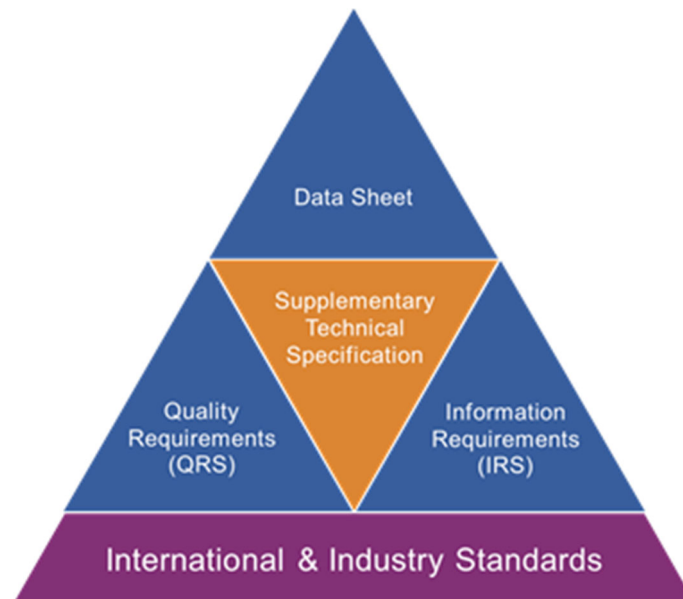 Data Sheet
Supplementary
Technical
Specification
Quality
Requirements
(QRS)
Information
Requirements
(IRS)
International & Industry Standards